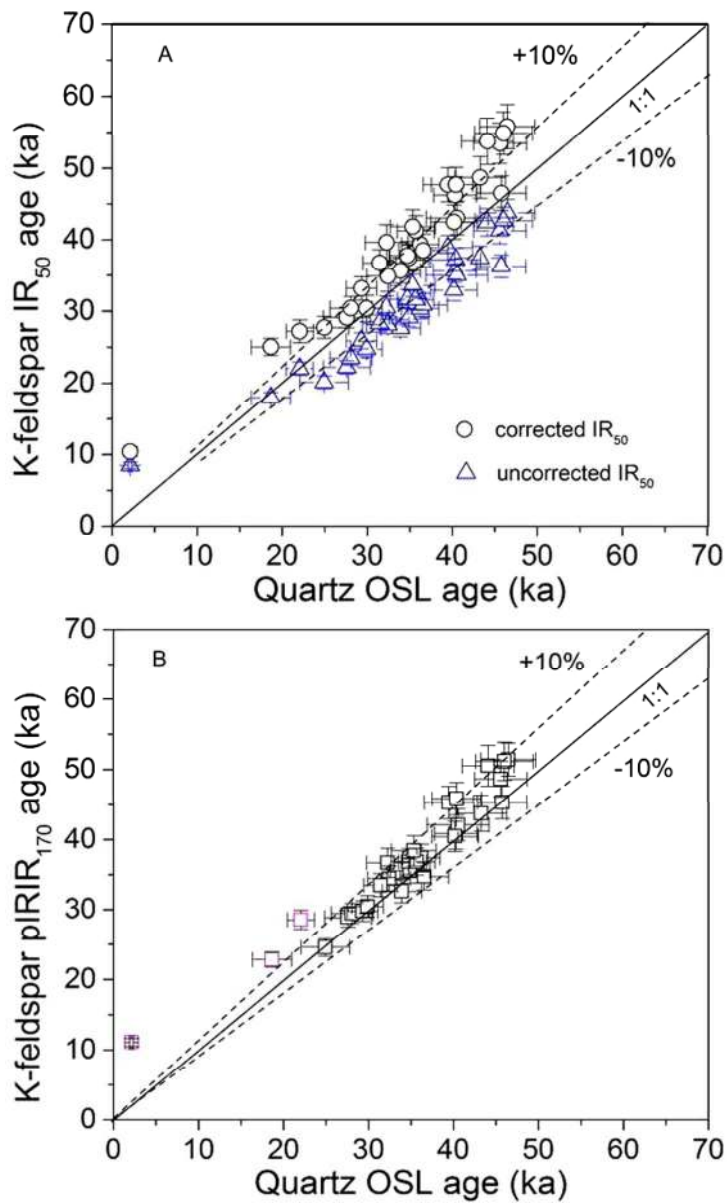 A
+10%
1:1
-10%
70
60
50
40
30
20
10
0
K-feldspar IR₅₀ age (ka)
corrected IR₅₀
uncorrected IR₅₀
0 10 20 30 40 50 60 70
Quartz OSL age (ka)
B
+10%
1:1
-10%
70
60
50
40
30
20
10
0
K-feldspar pIRIR₁₇₀ age (ka)
0 10 20 30 40 50 60 70
Quartz OSL age (ka)